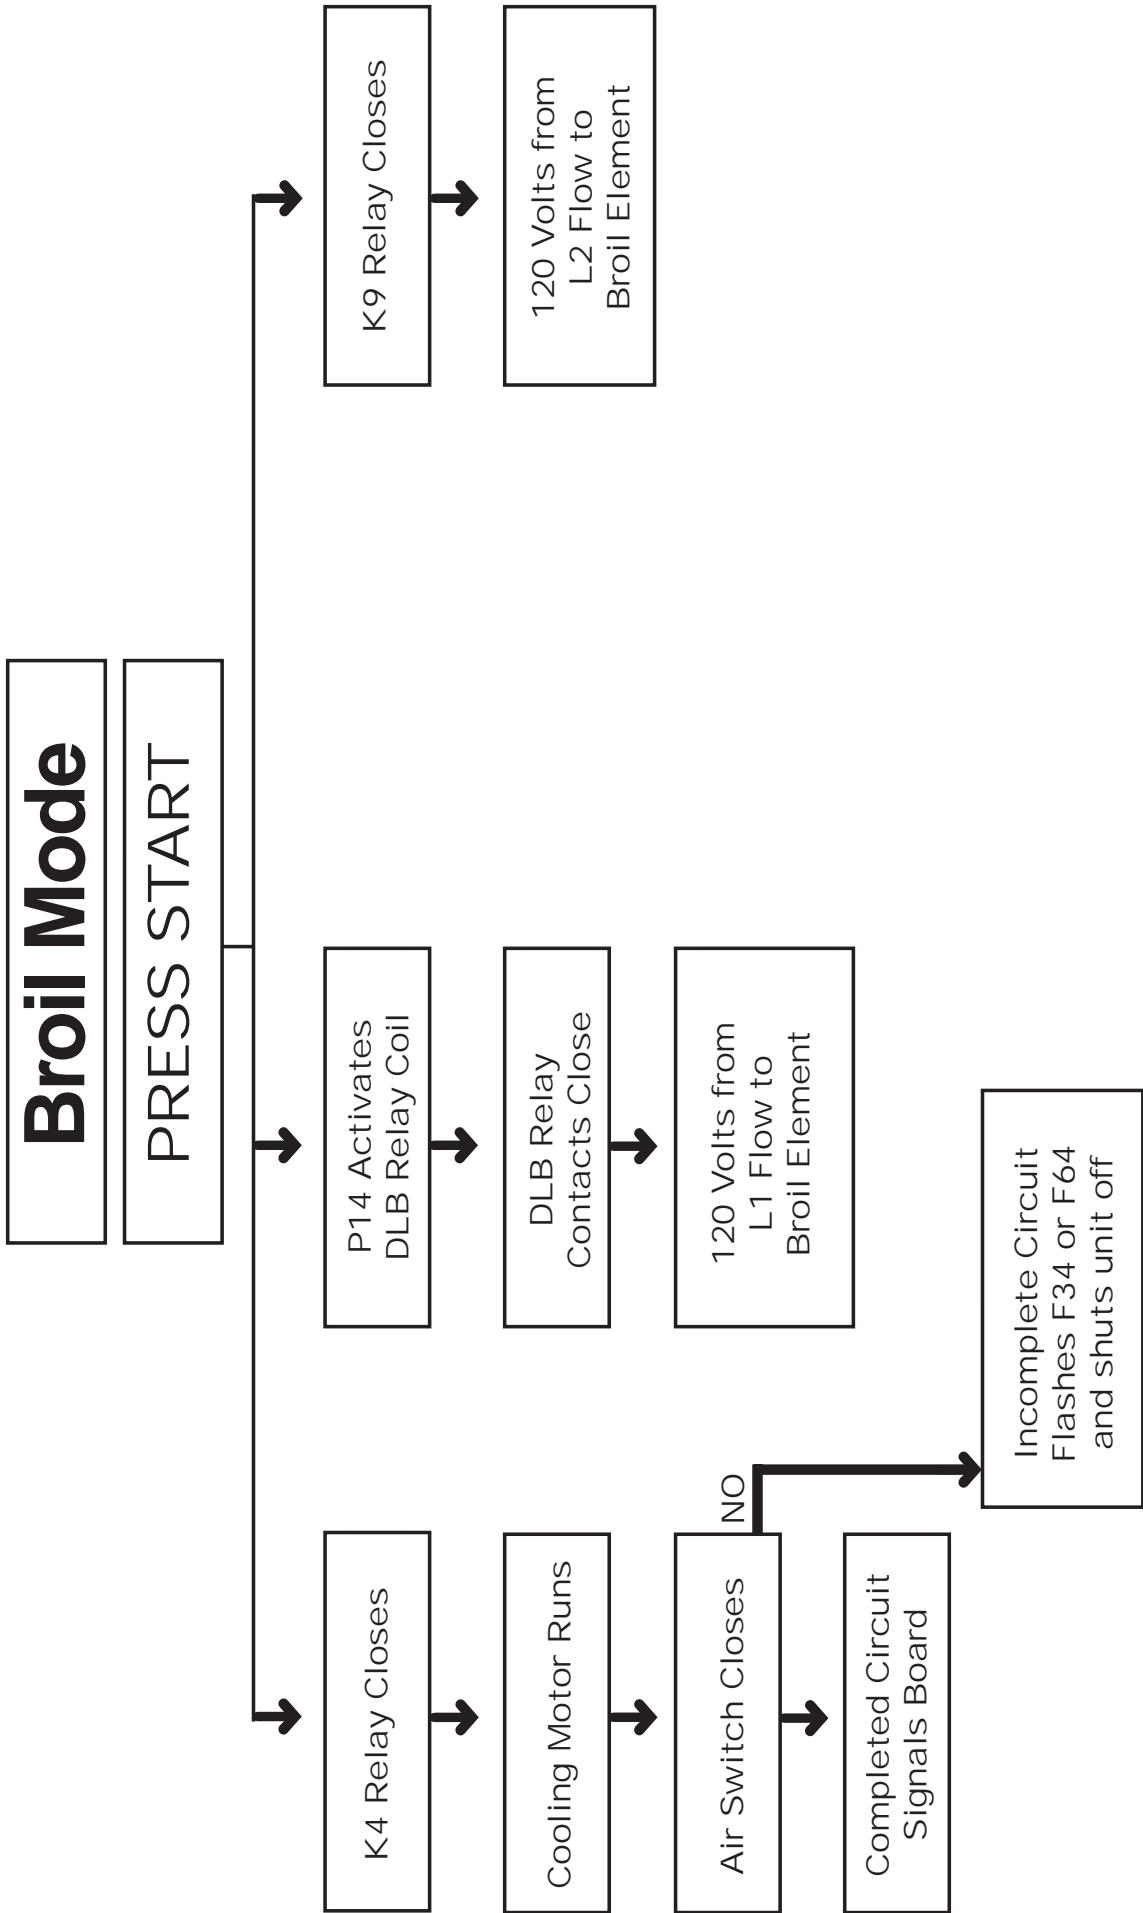 Broil Mode
PRESS START
K4 Relay Closes
Cooling Motor Runs
Air Switch Closes
NO
Completed Circuit
Signals Board
Incomplete Circuit
Flashes F34 or F64
and shuts unit off
P14 Activates
DLB Relay Coil
DLB Relay
Contacts Close
120 Volts from
L1 Flow to
Broil Element
K9 Relay Closes
120 Volts from
L2 Flow to
Broil Element